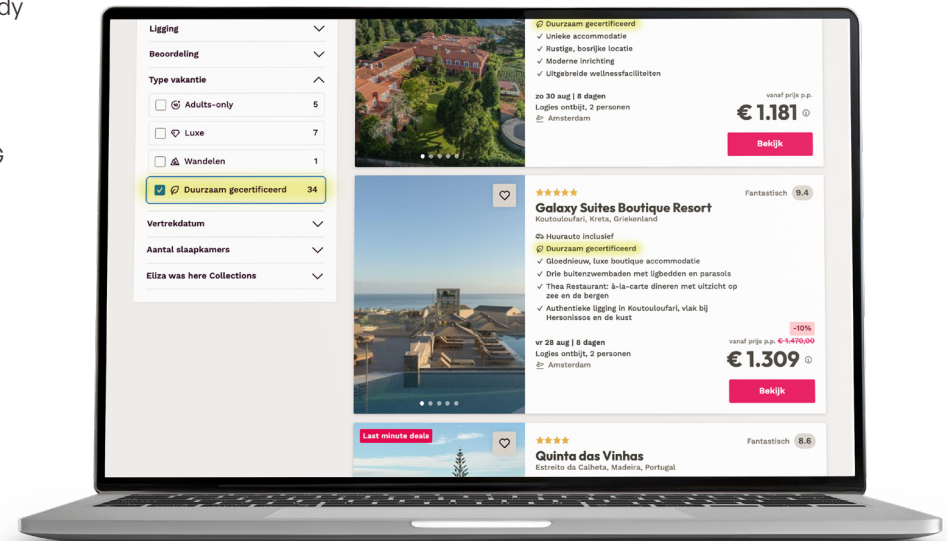 dy
G
Ligging
Beoordeling
Type vakantie
Adults-only 5
Luxe 7
Wandelen 1
Duurzaam gecertificeerd 34
Vertrekdatum
Aantal slaapkamers
Eliza was here Collections
Duurzaam gecertificeerd
Unieke accommodatie
Rustige, bosrijke locatie
Moderne inrichting
Uitgebreide wellnessfaciliteiten
zo 30 aug | 8 dagen
Logies ontbijt, 2 personen
Amsterdam
vanaf prijs p.p.
€ 1.181
Bekijk
Fantastisch 9.4
Galaxy Suites Boutique Resort
Koutouloufari, Kreta, Griekenland
Huurauto inclusief
Duurzaam gecertificeerd
Gloednieuw, luxe boutique accommodatie
Drie buitenzwembaden met ligbedden en parasols
Thea Restaurant: à-la-carte dineren met uitzicht op
zee en de bergen
Authentieke ligging in Koutouloufari, vlak bij
Hersonissos en de kust
vr 28 aug | 8 dagen
Logies ontbijt, 2 personen
Amsterdam
-10%
vanaf prijs p.p. € 1.470,00
€ 1.309
Bekijk
Last minute deals
Fantastisch 8.6
Quinta das Vinhas
Estreito da Calheta, Madeira, Portugal